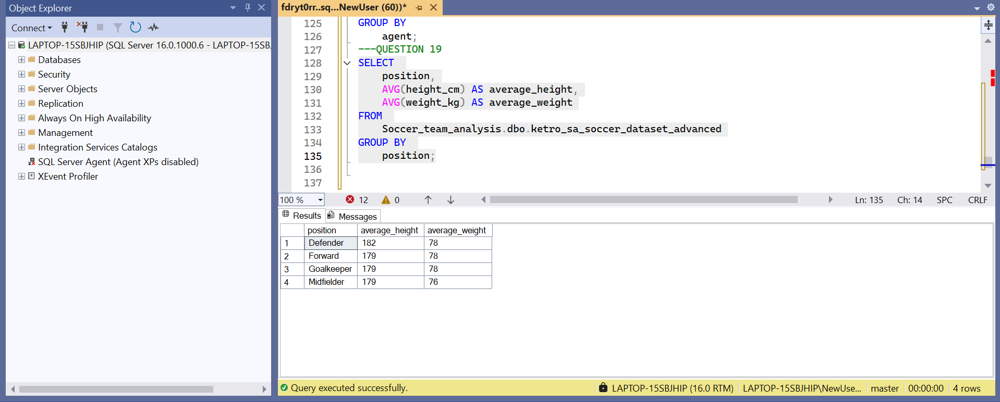 Object Explorer
Connect
LAPTOP-15SBJHIP (SQL Server 16.0.1000.6 - LAPTOP-15SBJ
Databases
Security
Server Objects
Replication
Always On High Availability
Management
Integration Services Catalogs
SQL Server Agent (Agent XPs disabled)
XEvent Profiler
fdryt0rr..sq...NewUser (60))*
125 GROUP BY
126 agent;
127 ---QUESTION 19
128 SELECT
129 position,
130 AVG(height_cm) AS average_height,
131 AVG(weight_kg) AS average_weight
132 FROM
133 Soccer_team_analysis.dbo.ketro_sa_soccer_dataset_advanced
134 GROUP BY
135 position;
136
137
100 % 12 0 Ln: 135 Ch: 14 SPC CRLF
Results Messages
position average_height average_weight
1 Defender 182 78
2 Forward 179 78
3 Goalkeeper 179 78
4 Midfielder 179 76
Query executed successfully. LAPTOP-15SBJHIP (16.0 RTM) LAPTOP-15SBJHIP\NewUse... master 00:00:00 4 rows